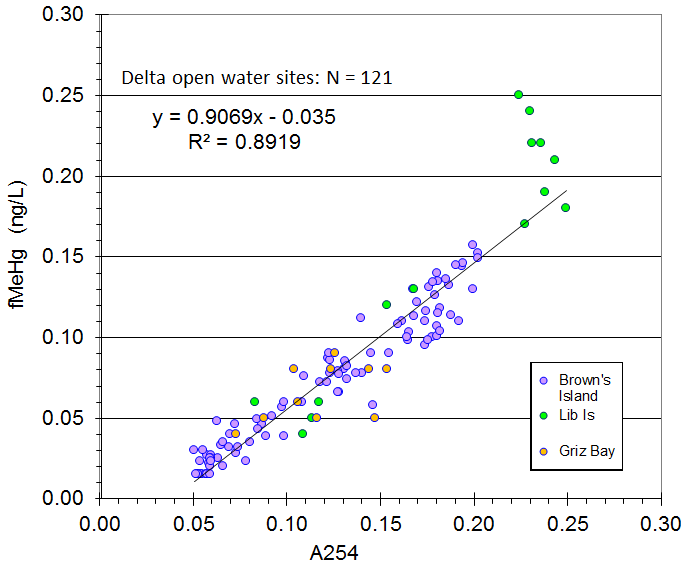 0.30
Delta open water sites: N = 121
0.25
y = 0.9069x - 0.035
R² = 0.8919
0.20
fMeHg (ng/L)
0.15
0.10
Brown's
Island
Lib Is
0.05
Griz Bay
0.00
0.00 0.05 0.10 0.15 0.20 0.25 0.30
A254